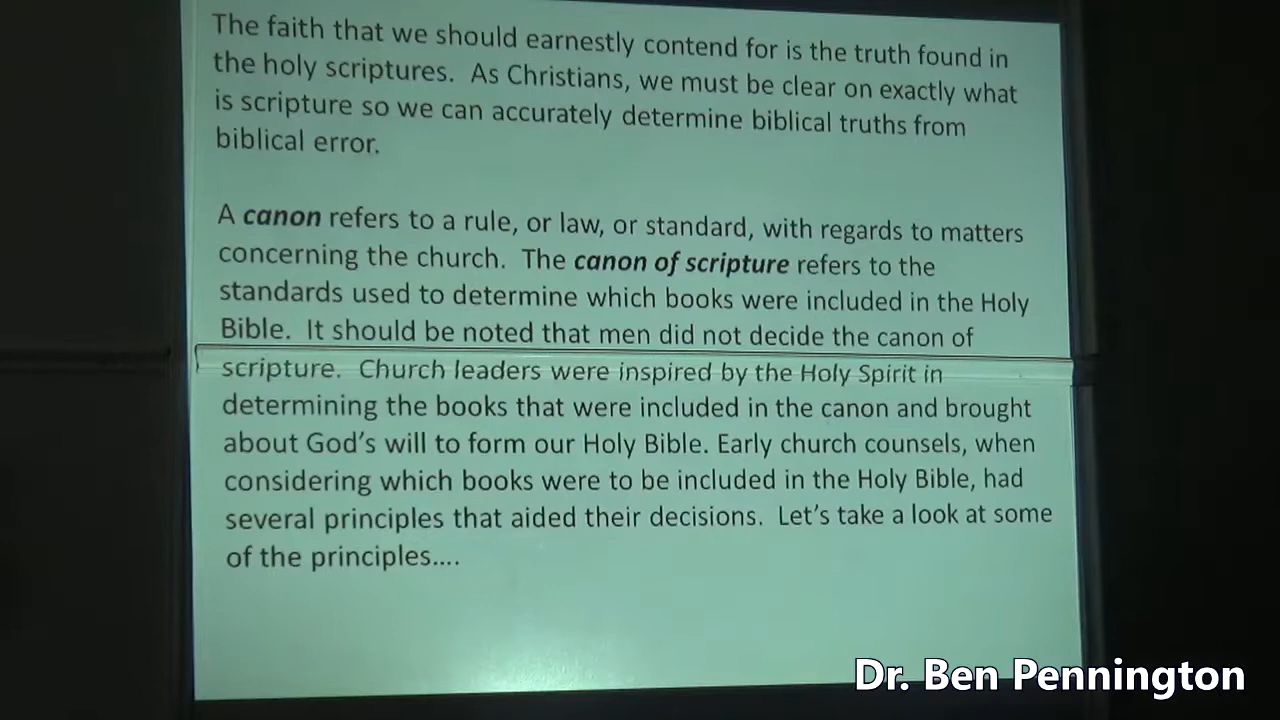 The faith that we should earnestly contend for is the truth found in
the holy scriptures.  As Christians, we must be clear on exactly what
is scripture so we can accurately determine biblical truths from
biblical error.
A canon refers to a rule, or law, or standard, with regards to matters
concerning the church.  The canon of scripture refers to the
standards used to determine which books were included in the Holy
Bible.  It should be noted that men did not decide the canon of
scripture.  Church leaders were inspired by the Holy Spirit in
determining the books that were included in the canon and brought
about God’s will to form our Holy Bible. Early church counsels, when
considering which books were to be included in the Holy Bible, had
several principles that aided their decisions.  Let’s take a look at some
of the principles....
Dr. Ben Pennington